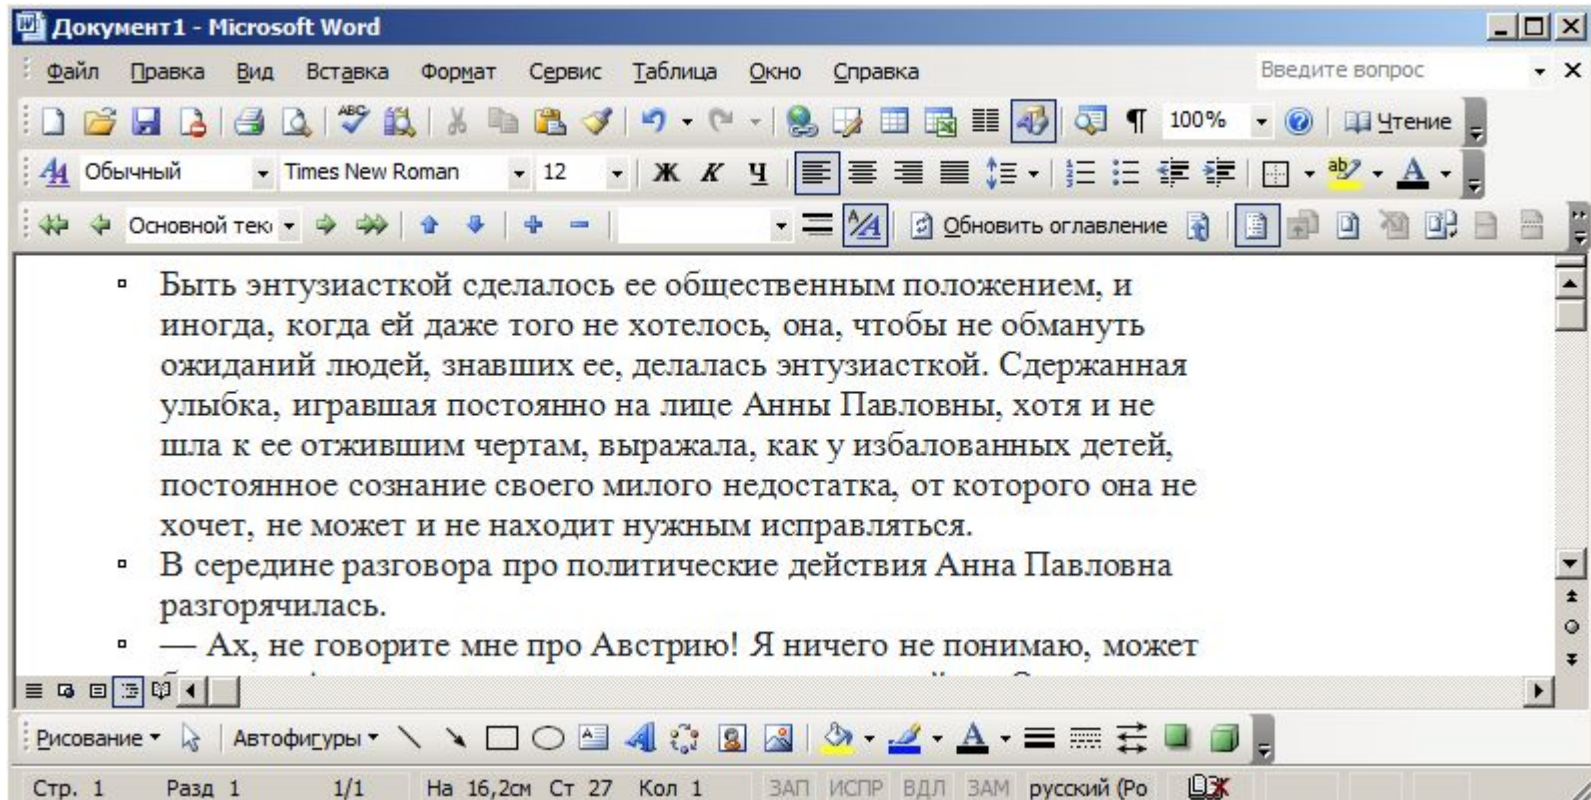 Документ1 - Microsoft Word
Файл Правка Вид Вставка Формат Сервис Таблица Окно Справка Введите вопрос
100% Чтение
Обычный Times New Roman 12 Ж К Ч
Основной тек Обновить оглавление
Быть энтузиасткой сделалось ее общественным положением, и
иногда, когда ей даже того не хотелось, она, чтобы не обмануть
ожиданий людей, знавших ее, делалась энтузиасткой. Сдержанная
улыбка, игравшая постоянно на лице Анны Павловны, хотя и не
шла к ее отжившим чертам, выражала, как у избалованных детей,
постоянное сознание своего милого недостатка, от которого она не
хочет, не может и не находит нужным исправляться.
В середине разговора про политические действия Анна Павловна
разгорячилась.
— Ах, не говорите мне про Австрию! Я ничего не понимаю, может
Рисование Автофигуры
Стр. 1 Разд 1 1/1 На 16,2см Ст 27 Кол 1 ЗАП ИСПР ВДЛ ЗАМ русский (Ро